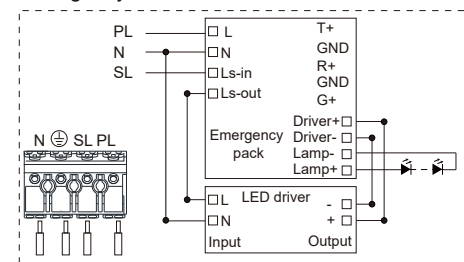 PL
N
SL
L
N
Ls-in
Ls-out
T+
GND
R+
GND
G+
Driver+
Driver-
Lamp-
Lamp+
Emergency
pack
N SL PL
L LED driver -
N +
Input Output